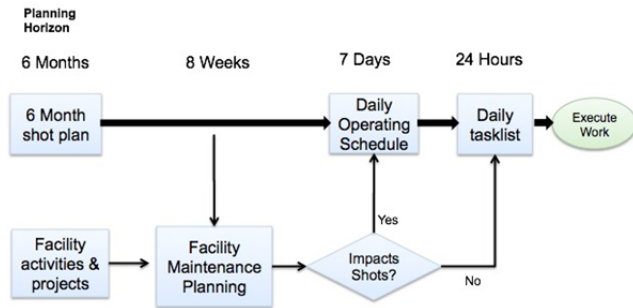 Planning
Horizon
6 Months
8 Weeks
7 Days
24 Hours
6 Month
shot plan
Daily
Operating
Schedule
Daily
tasklist
Execute
Work
Yes
Facility
activities &
projects
Facility
Maintenance
Planning
Impacts
Shots?
No